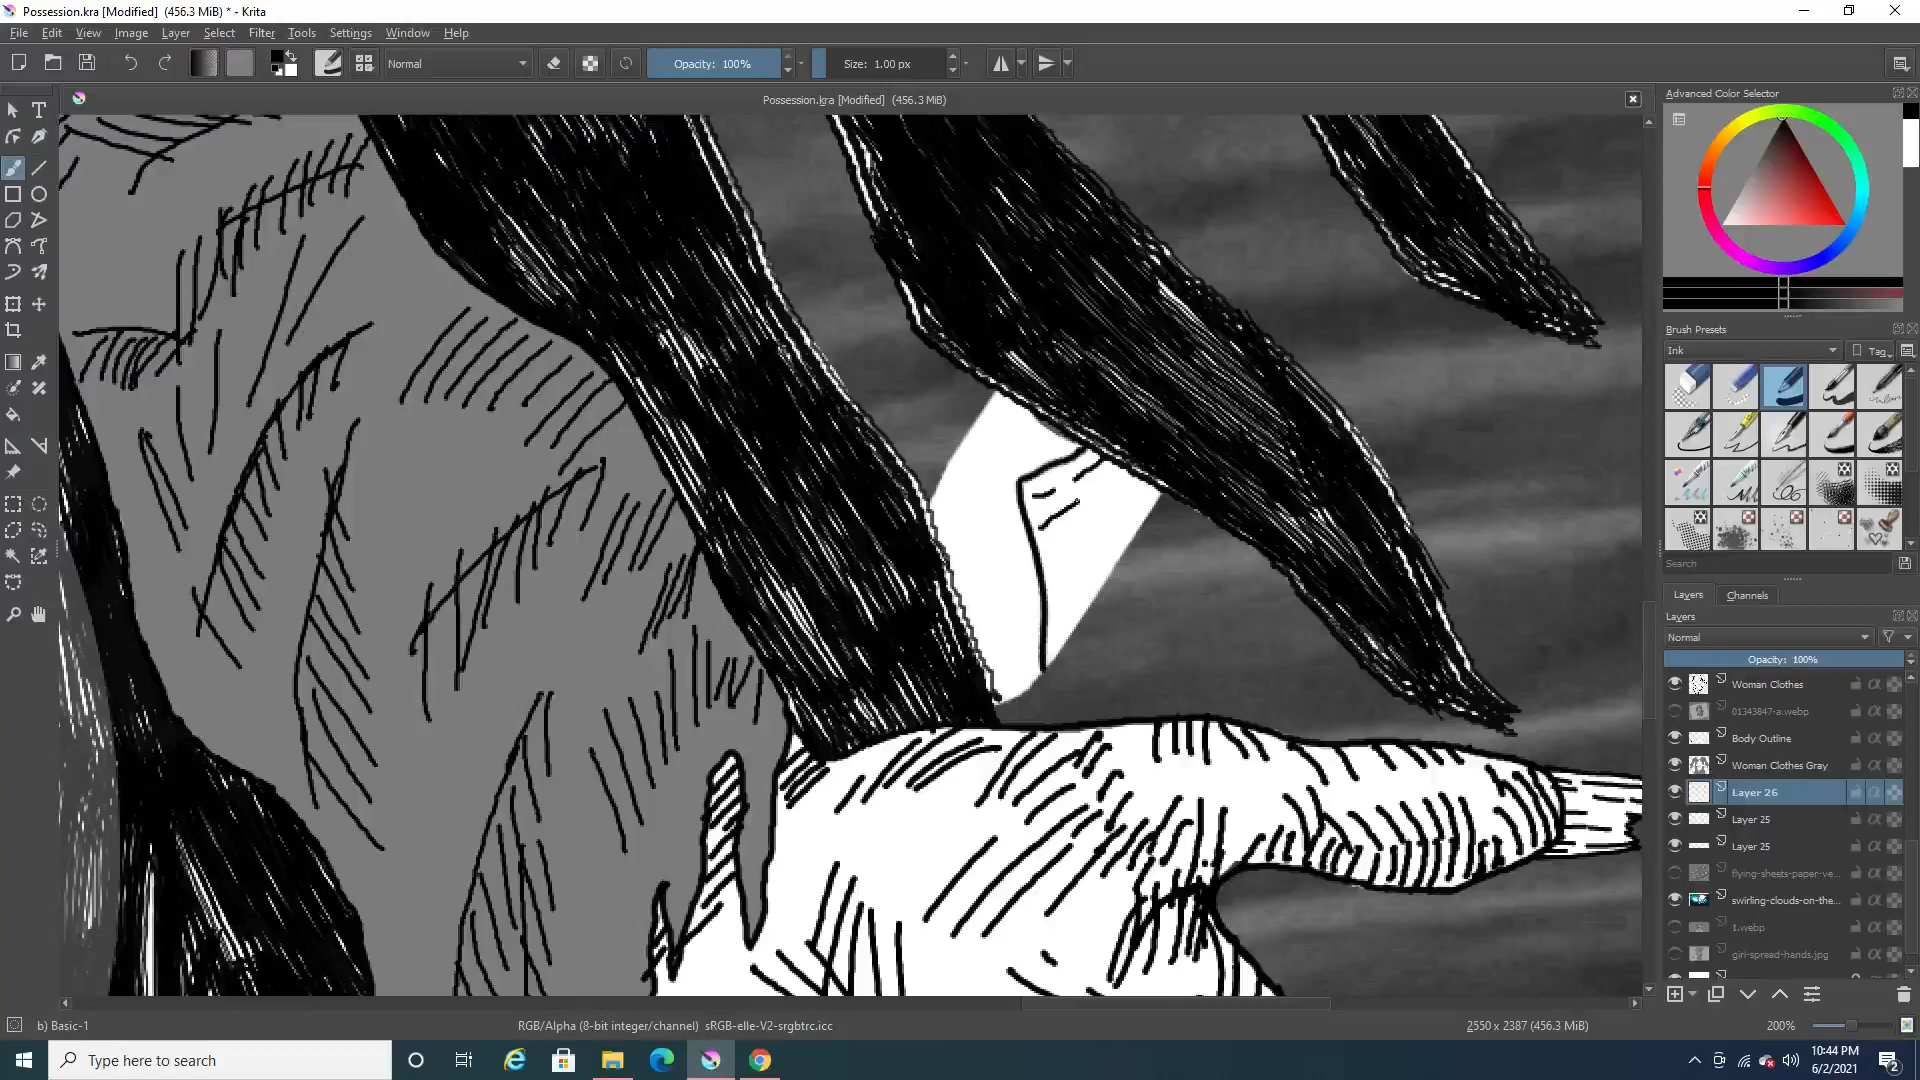 Possession.kra [Modified]  (456.3 MiB)  * - Krita
File Edit View Image Layer Select Filter Tools Settings Window Help
Normal
Opacity: 100%
Size: 1.00 px
Possession.kra [Modified]  (456.3 MiB)
Advanced Color Selector
Brush Presets
Ink
Tag
Search
Layers
Channels
Layers
Normal
Opacity: 100%
Woman Clothes
01343847-a.webp
Body Outline
Woman Clothes Gray
Layer 26
Layer 25
Layer 25
flying-sheets-paper-ve...
swirling-clouds-on-the...
1.webp
girl-spread-hands.jpg
b) Basic-1
RGB/Alpha (8-bit integer/channel)  sRGB-elle-V2-srgbtrc.icc
2550 x 2387 (456.3 MiB)
200%
Type here to search
10:44 PM
6/2/2021
2